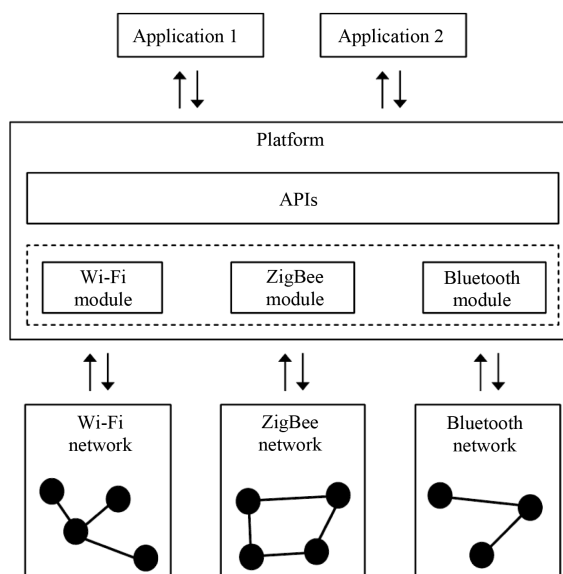 Application 1
Application 2
Platform
APIs
Wi-Fi
module
ZigBee
module
Bluetooth
module
Wi-Fi
network
ZigBee
network
Bluetooth
network